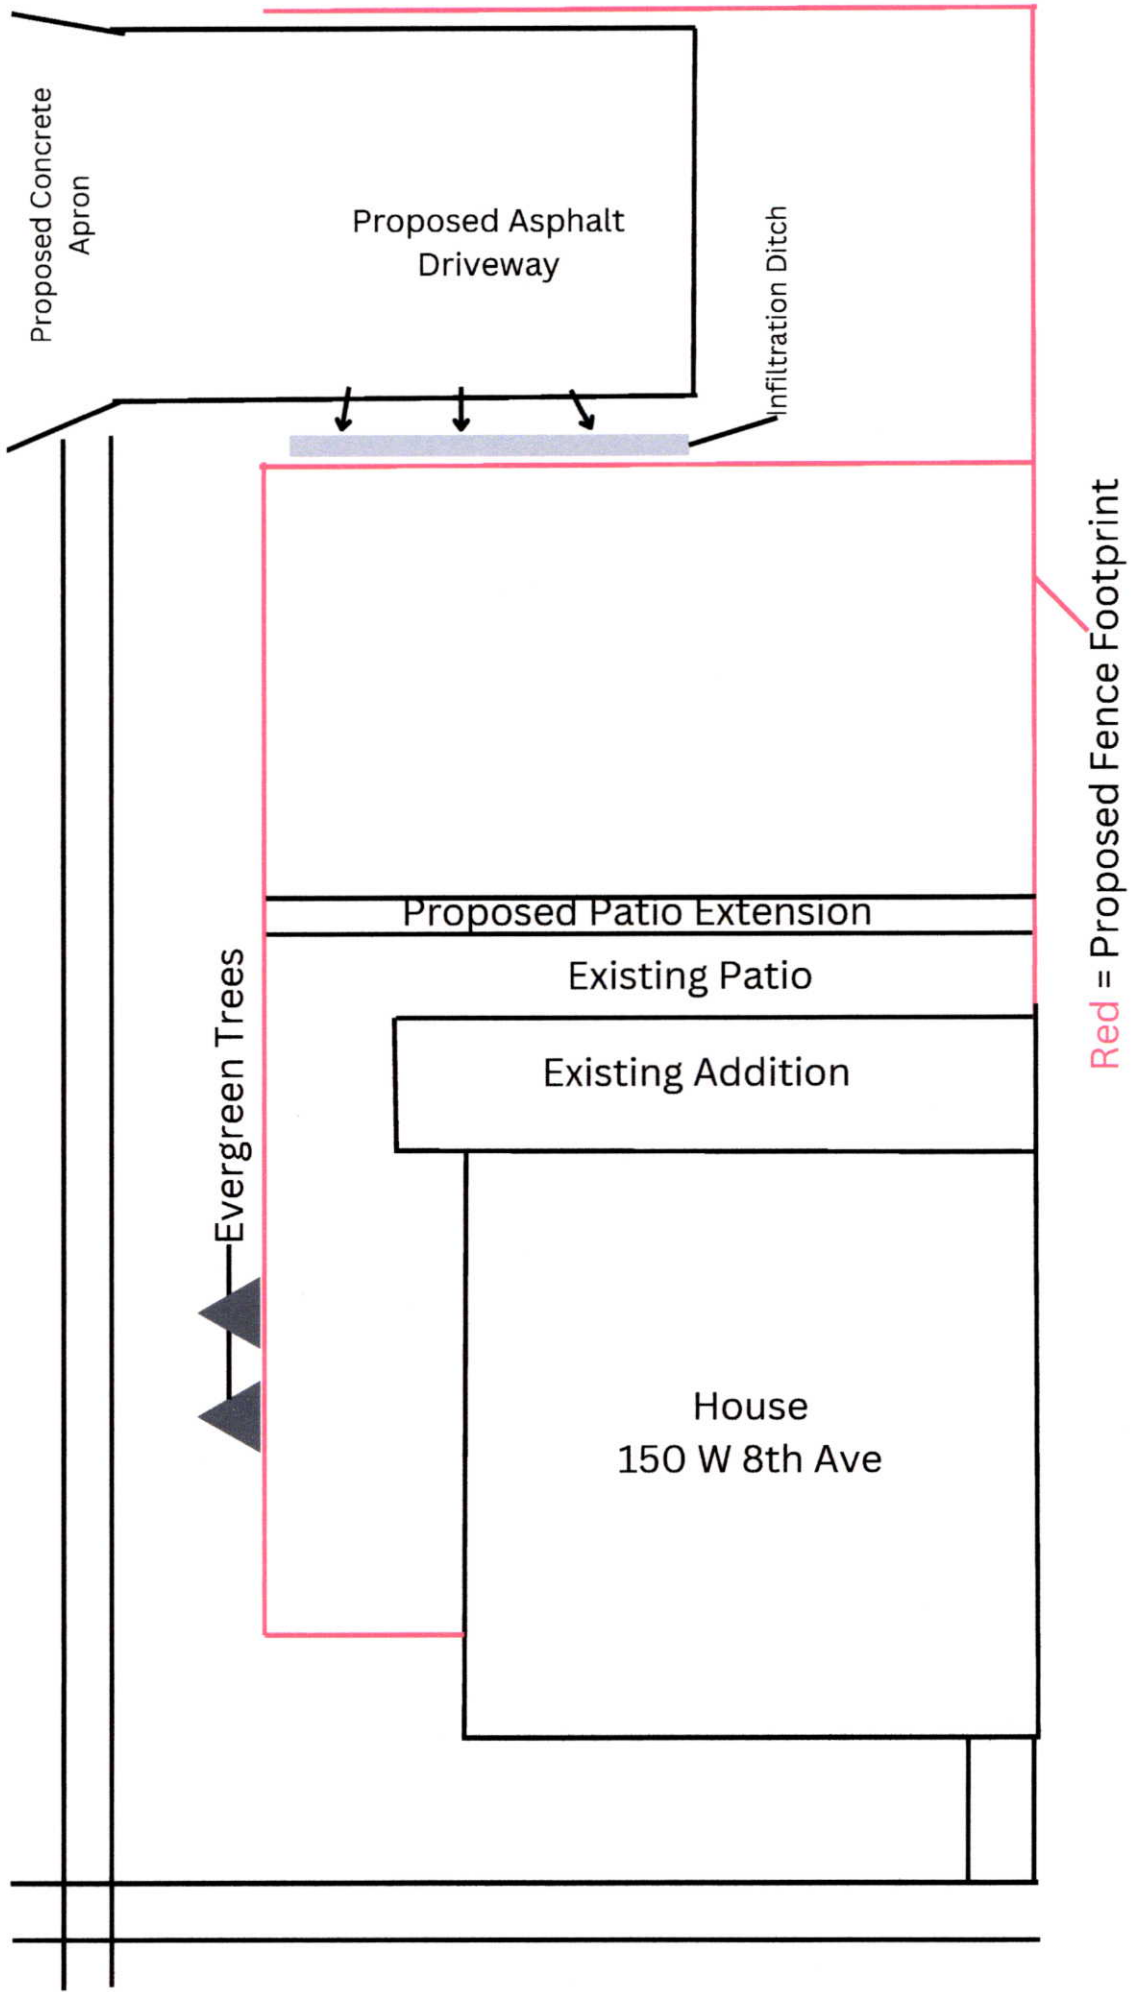 Proposed Concrete
Apron
Proposed Asphalt
Driveway
Infiltration Ditch
Red = Proposed Fence Footprint
Proposed Patio Extension
Existing Patio
Existing Addition
Evergreen Trees
House
150 W 8th Ave